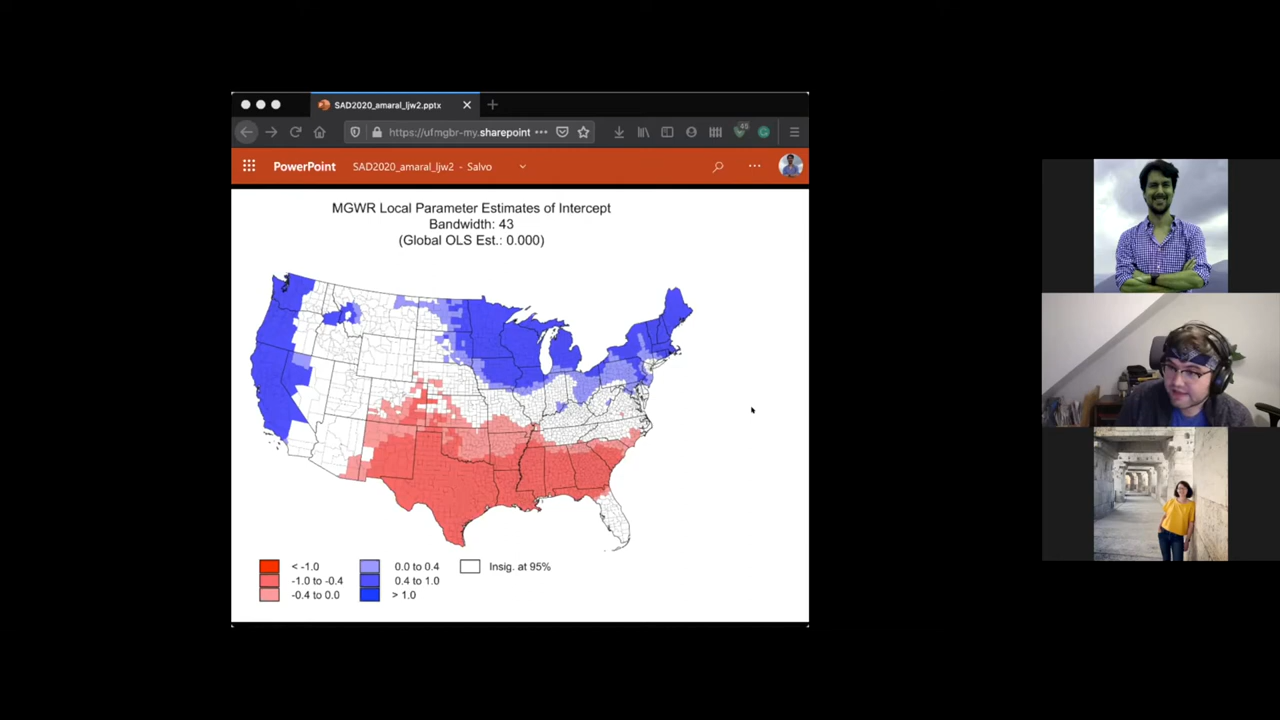 SAD2020_amaral_ljw2.pptx
https://ufmgbr-my.sharepoint
48
PowerPoint SAD2020_amaral_ljw2 - Salvo
MGWR Local Parameter Estimates of Intercept
Bandwidth: 43
(Global OLS Est.: 0.000)
< -1.0 0.0 to 0.4 Insig. at 95%
-1.0 to -0.4 0.4 to 1.0
-0.4 to 0.0 > 1.0